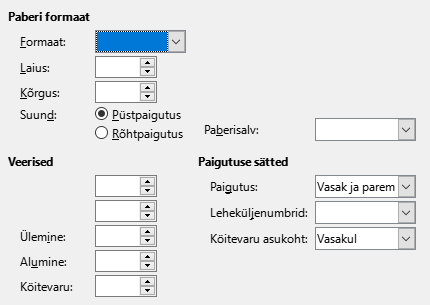 Paberi formaat
Formaat:
Laius:
Kõrgus:
Suund:
Püstpaigutus
Rõhtpaigutus
Paberisalv:
Veerised
Ülemine:
Alumine:
Köitevaru:
Paigutuse sätted
Paigutus:
Vasak ja parem
Leheküljenumbrid:
Köitevaru asukoht:
Vasakul